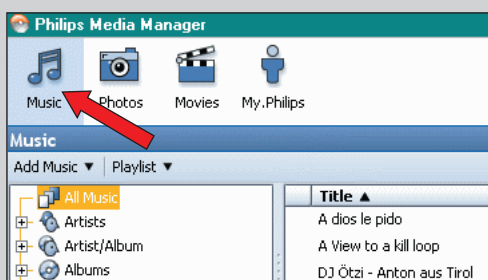 Philips Media Manager
Music Photos Movies My.Philips
Music
Add Music ▼ Playlist ▼
All Music
Artists
Artist/Album
Albums
Title ▲
A dios le pido
A View to a kill loop
DJ Ötzi - Anton aus Tirol